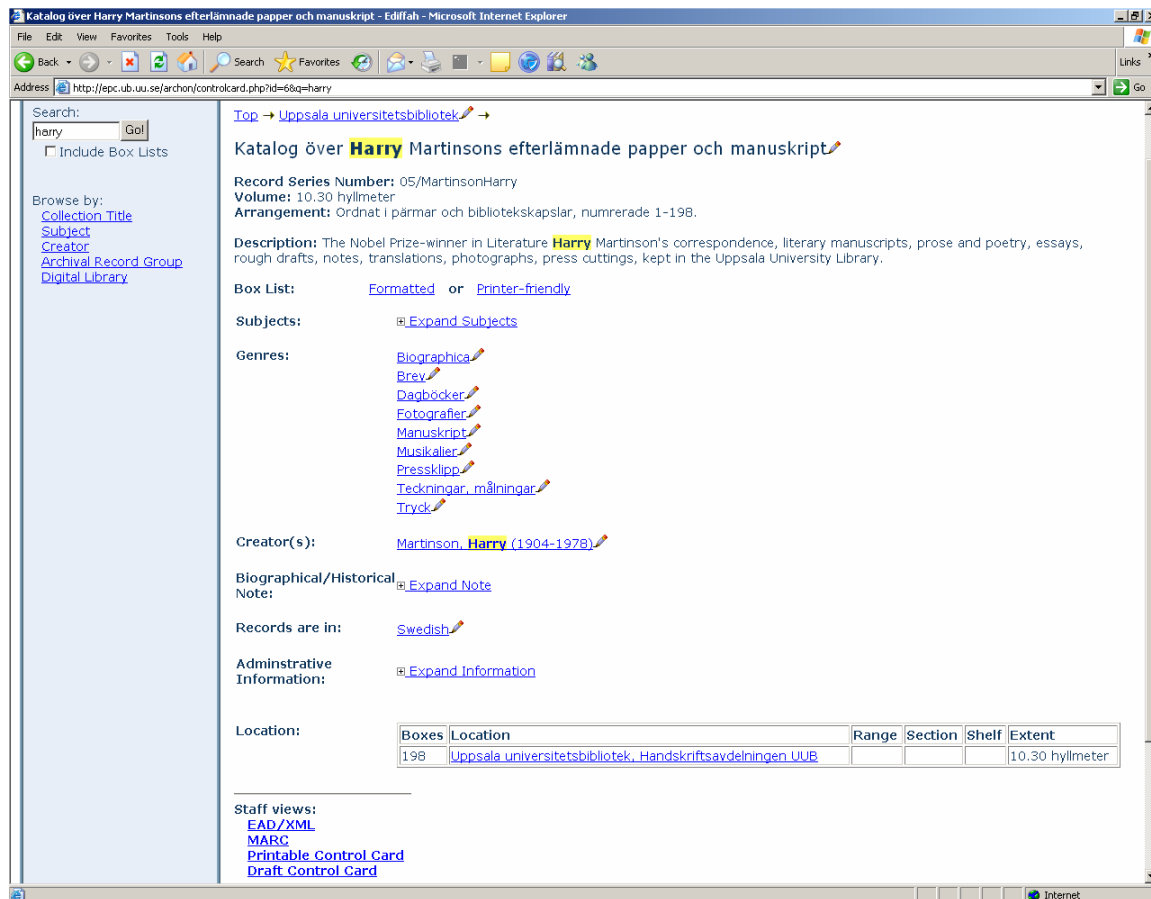 Katalog över Harry Martinsons efterlämnade papper och manuskript - Ediffah - Microsoft Internet Explorer
File Edit View Favorites Tools Help
Back Search Favorites Links
Address http://epc.ub.uu.se/archon/controlcard.php?id=6&q=harry Go
Search:
harry Go!
Include Box Lists
Browse by:
Collection Title
Subject
Creator
Archival Record Group
Digital Library
Top → Uppsala universitetsbibliotek →
Katalog över Harry Martinsons efterlämnade papper och manuskript
Record Series Number: 05/MartinsonHarry
Volume: 10.30 hyllmeter
Arrangement: Ordnat i pärmar och bibliotekskapslar, numrerade 1-198.
Description: The Nobel Prize-winner in Literature Harry Martinson's correspondence, literary manuscripts, prose and poetry, essays,
rough drafts, notes, translations, photographs, press cuttings, kept in the Uppsala University Library.
Box List: Formatted or Printer-friendly
Subjects: Expand Subjects
Genres: Biographica
Brev
Dagböcker
Fotografier
Manuskript
Musikalier
Pressklipp
Teckningar, målningar
Tryck
Creator(s): Martinson, Harry (1904-1978)
Biographical/Historical
Note: Expand Note
Records are in: Swedish
Adminstrative
Information: Expand Information
Location: Boxes Location Range Section Shelf Extent
198 Uppsala universitetsbibliotek, Handskriftsavdelningen UUB 10.30 hyllmeter
Staff views:
EAD/XML
MARC
Printable Control Card
Draft Control Card
Internet